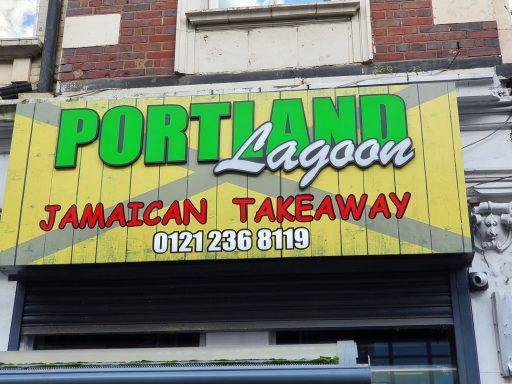 PORTLAND
Lagoon
JAMAICAN TAKEAWAY
0121 236 8119